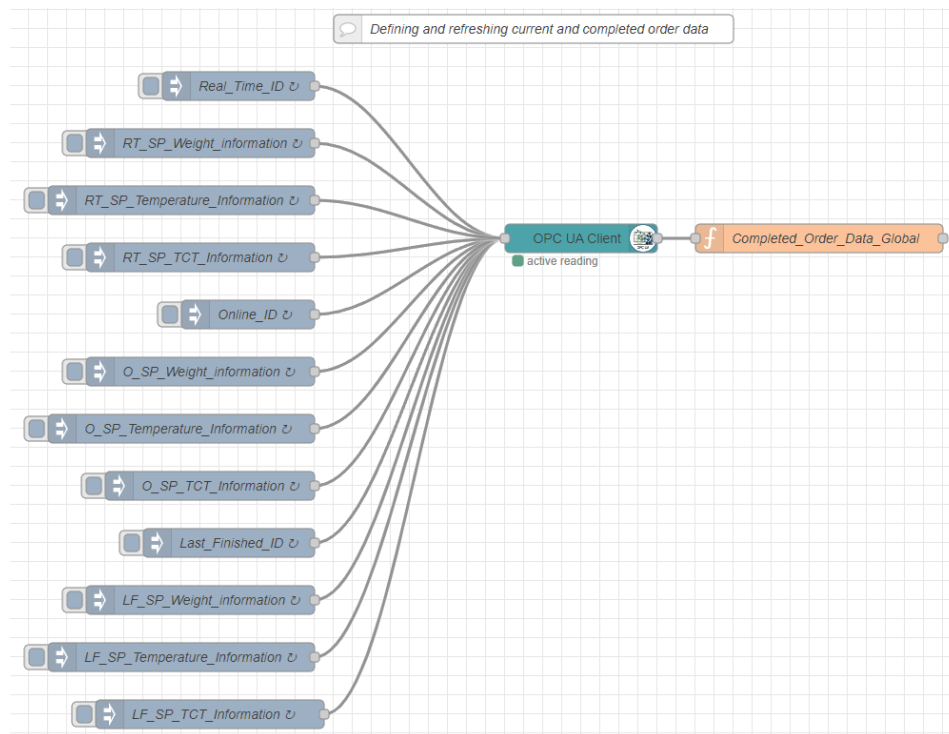 Defining and refreshing current and completed order data
Real_Time_ID ↻
RT_SP_Weight_information ↻
RT_SP_Temperature_Information ↻
OPC UA Client
Completed_Order_Data_Global
RT_SP_TCT_Information ↻
active reading
Online_ID ↻
O_SP_Weight_information ↻
O_SP_Temperature_Information ↻
O_SP_TCT_Information ↻
Last_Finished_ID ↻
LF_SP_Weight_information ↻
LF_SP_Temperature_Information ↻
LF_SP_TCT_Information ↻